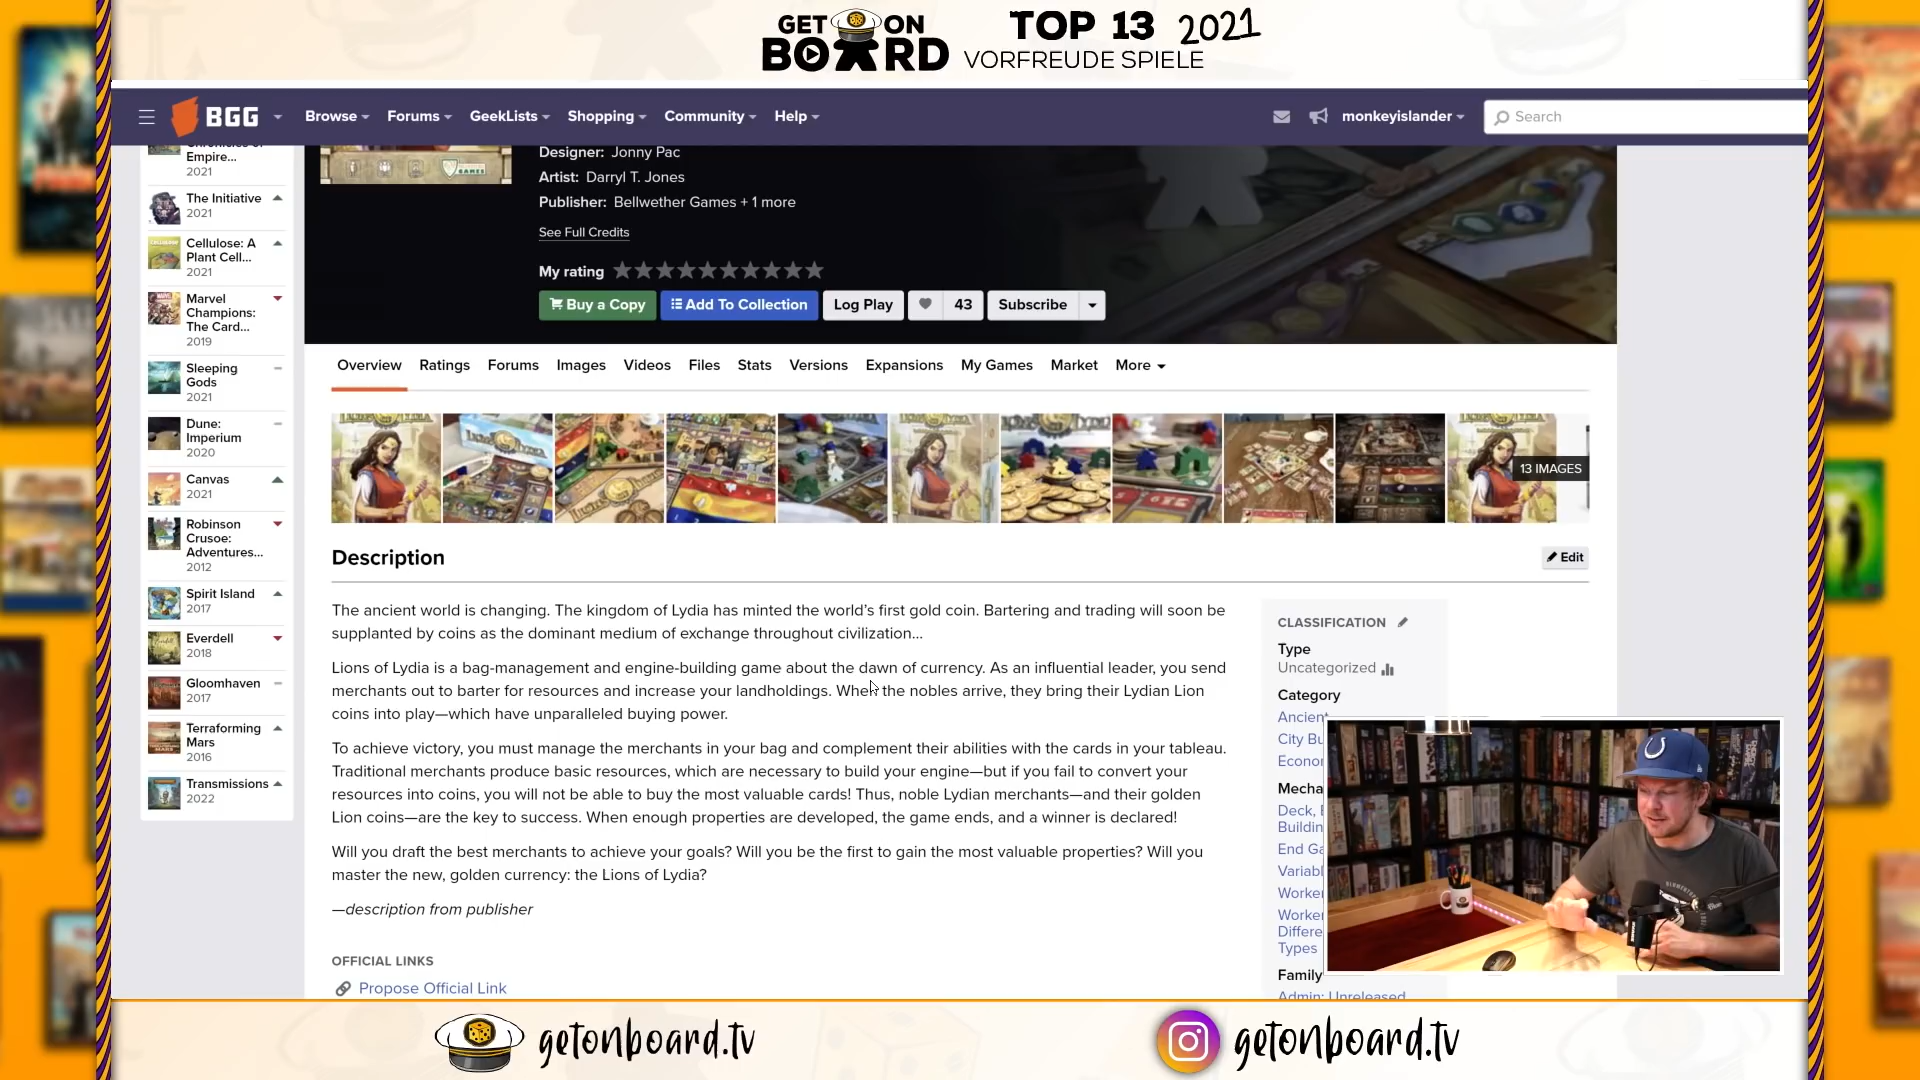 GET ON
BOARD
TOP 13 2021
VORFREUDE SPIELE
BGG
Browse
Forums
GeekLists
Shopping
Community
Help
monkeyislander
Search
Empire...
2021
The Initiative
2021
Cellulose: A
Plant Cell...
2021
Marvel
Champions:
The Card...
2019
Sleeping
Gods
2021
Dune:
Imperium
2020
Canvas
2021
Robinson
Crusoe:
Adventures...
2012
Spirit Island
2017
Everdell
2018
Gloomhaven
2017
Terraforming
Mars
2016
Transmissions
2022
Designer: Jonny Pac
Artist: Darryl T. Jones
Publisher: Bellwether Games + 1 more
See Full Credits
My rating
Buy a Copy
Add To Collection
Log Play
43
Subscribe
Overview
Ratings
Forums
Images
Videos
Files
Stats
Versions
Expansions
My Games
Market
More
13 IMAGES
Description
Edit
The ancient world is changing. The kingdom of Lydia has minted the world's first gold coin. Bartering and trading will soon be
supplanted by coins as the dominant medium of exchange throughout civilization...
Lions of Lydia is a bag-management and engine-building game about the dawn of currency. As an influential leader, you send
merchants out to barter for resources and increase your landholdings. When the nobles arrive, they bring their Lydian Lion
coins into play—which have unparalleled buying power.
To achieve victory, you must manage the merchants in your bag and complement their abilities with the cards in your tableau.
Traditional merchants produce basic resources, which are necessary to build your engine—but if you fail to convert your
resources into coins, you will not be able to buy the most valuable cards! Thus, noble Lydian merchants—and their golden
Lion coins—are the key to success. When enough properties are developed, the game ends, and a winner is declared!
Will you draft the best merchants to achieve your goals? Will you be the first to gain the most valuable properties? Will you
master the new, golden currency: the Lions of Lydia?
—description from publisher
OFFICIAL LINKS
Propose Official Link
CLASSIFICATION
Type
Uncategorized
Category
Ancien
City Bu
Econor
Mecha
Deck,
Buildin
End Ga
Variabl
Worke
Worke
Differe
Types
Family
Admin: Unreleased
getonboard.tv
getonboard.tv